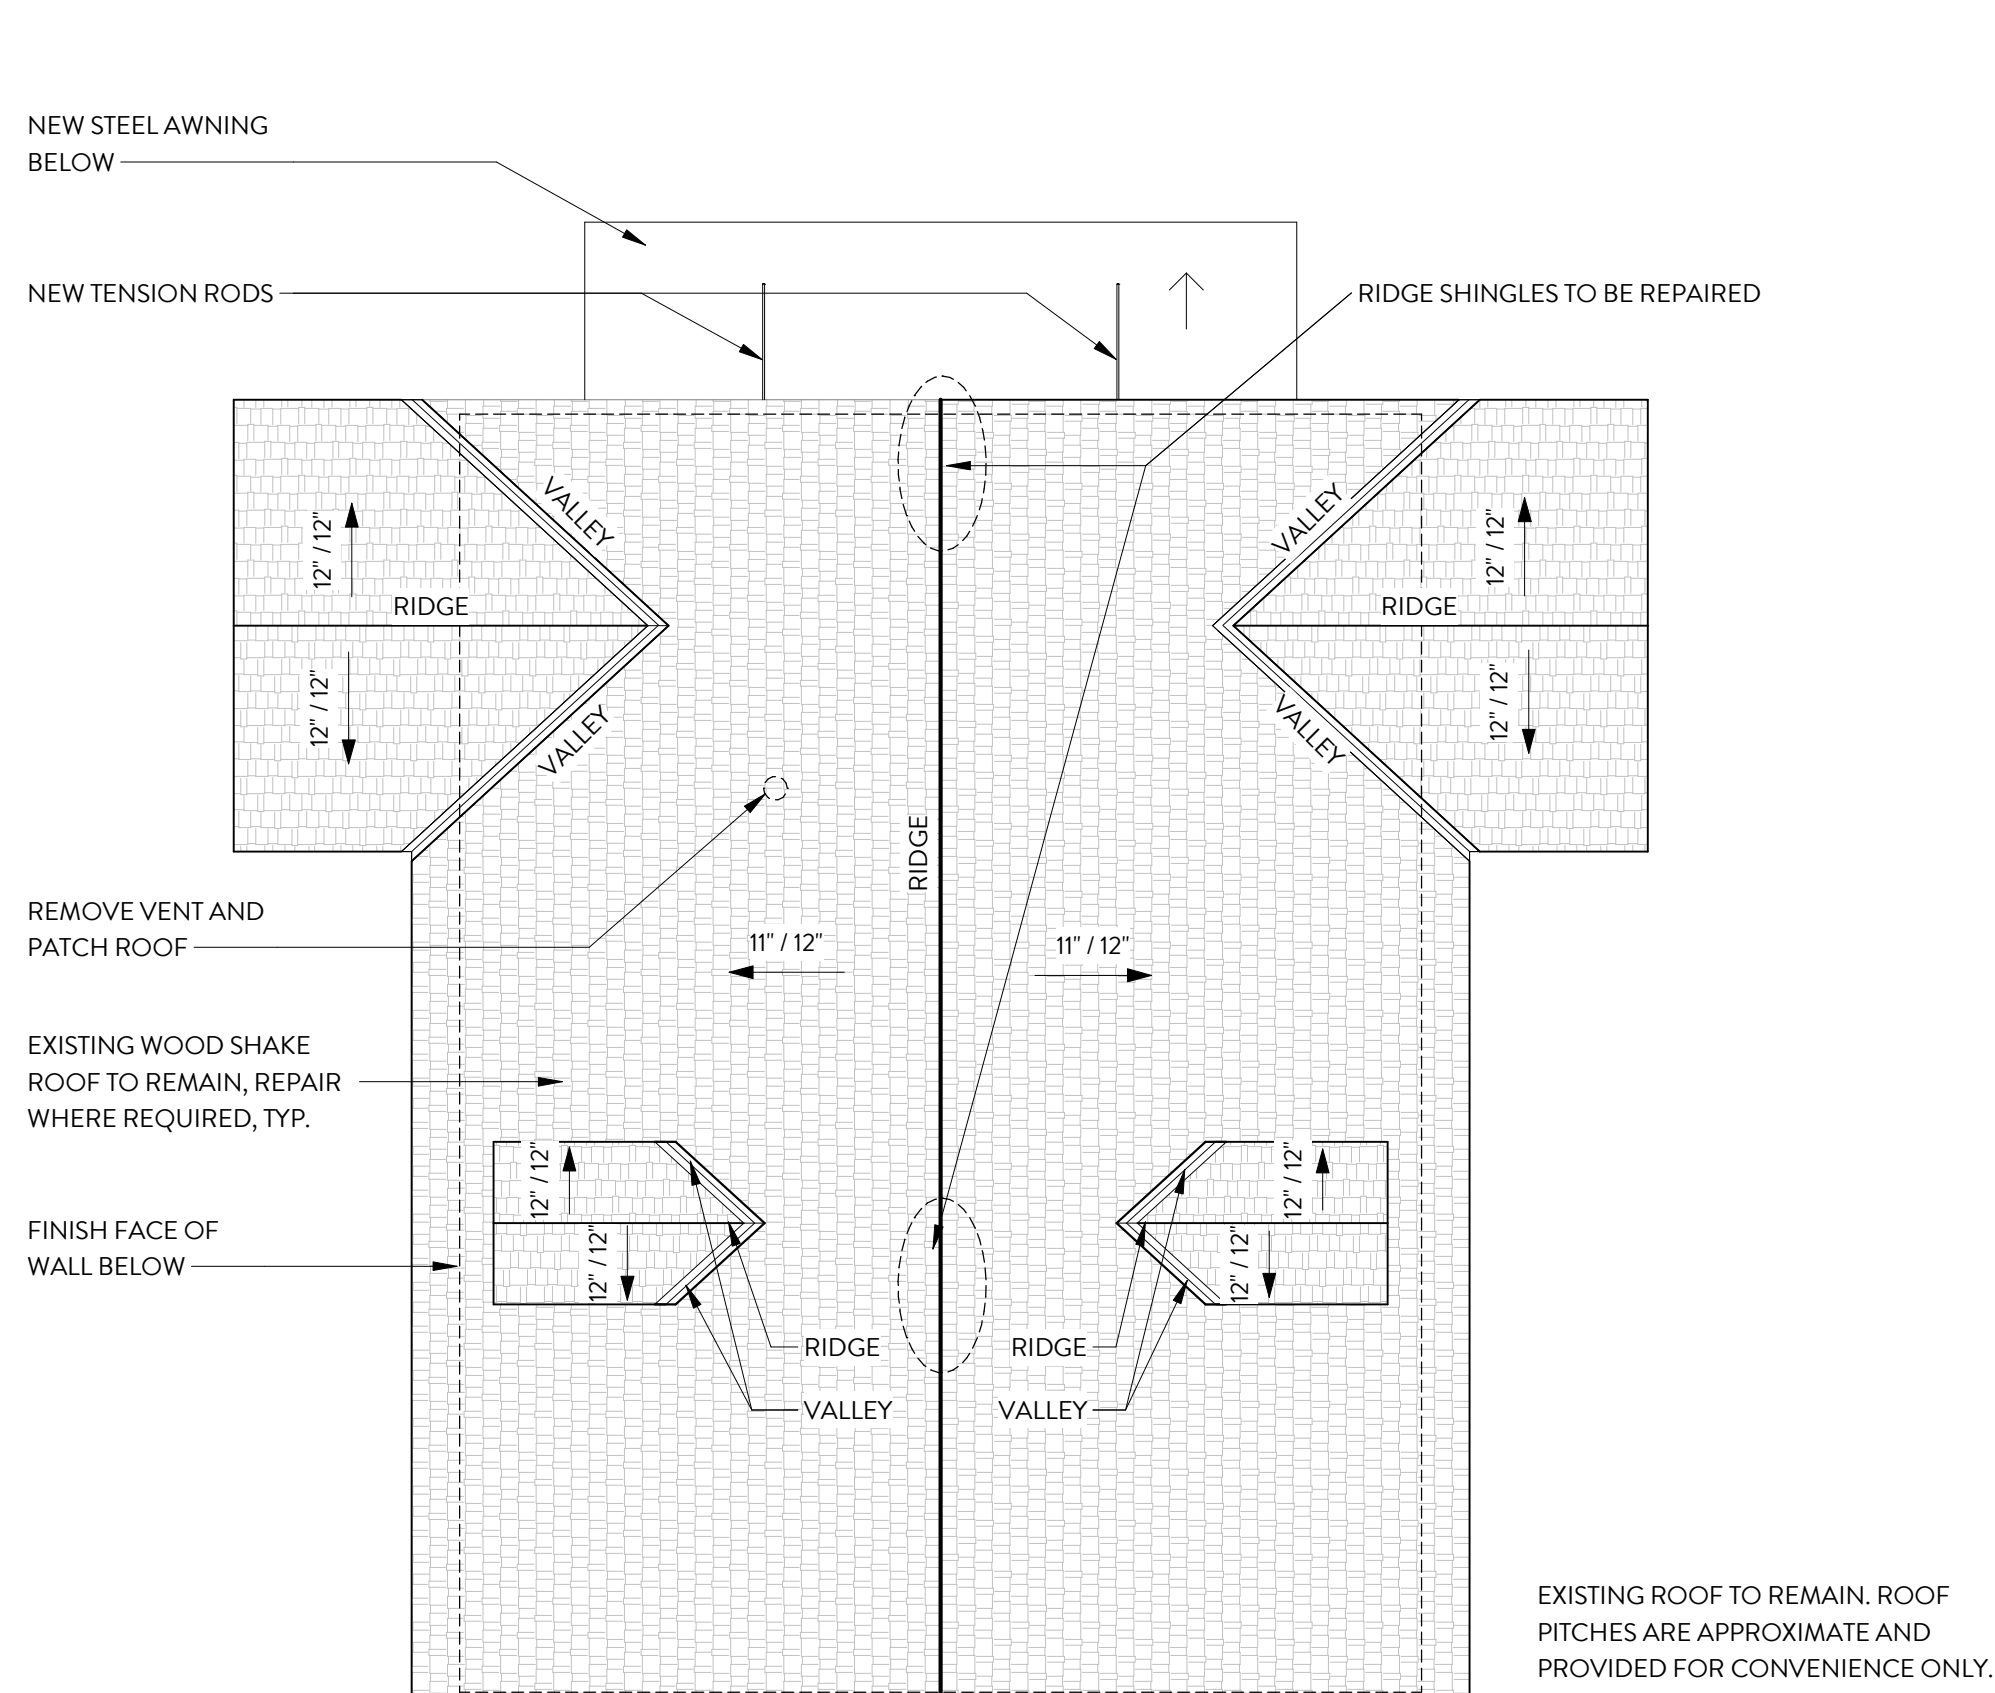 NEW STEEL AWNING
BELOW
NEW TENSION RODS
RIDGE SHINGLES TO BE REPAIRED
VALLEY
VALLEY
12" / 12"
12" / 12"
RIDGE
RIDGE
12" / 12"
12" / 12"
VALLEY
VALLEY
RIDGE
REMOVE VENT AND
PATCH ROOF
11" / 12"
11" / 12"
EXISTING WOOD SHAKE
ROOF TO REMAIN, REPAIR
WHERE REQUIRED, TYP.
12" / 12"
12" / 12"
FINISH FACE OF
WALL BELOW
12" / 12"
12" / 12"
RIDGE
RIDGE
VALLEY
VALLEY
EXISTING ROOF TO REMAIN. ROOF
PITCHES ARE APPROXIMATE AND
PROVIDED FOR CONVENIENCE ONLY.